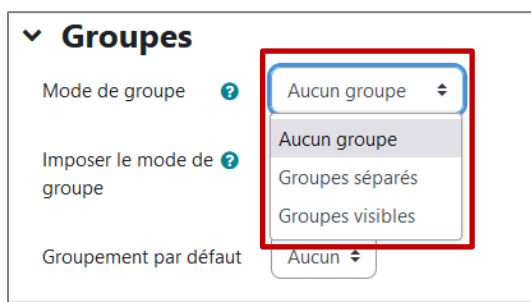 Groupes
Mode de groupe ? Aucun groupe
Aucun groupe
Imposer le mode de groupe ?
Groupes séparés
Groupes visibles
Groupement par défaut Aucun